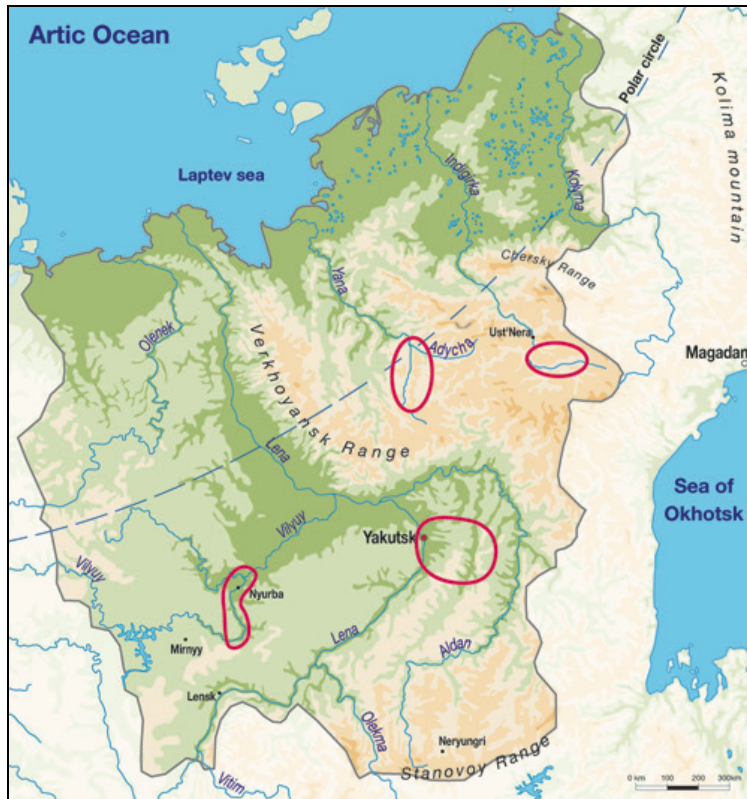 Artic Ocean
Polar circle
Kolima mountain
Laptev sea
Indigirka
Kolyma
Yana
Chersky Range
Olenek
Ust'Nera
Adycha
Magadan
Verkhoyansk Range
Lena
Sea of
Okhotsk
Vilyuy
Yakutsk
Vilyuy
Nyurba
Lena
Mirnyy
Aldan
Lensk
Olekma
Neryungri
Stanovoy Range
Vitim
0 km 100 200 300km